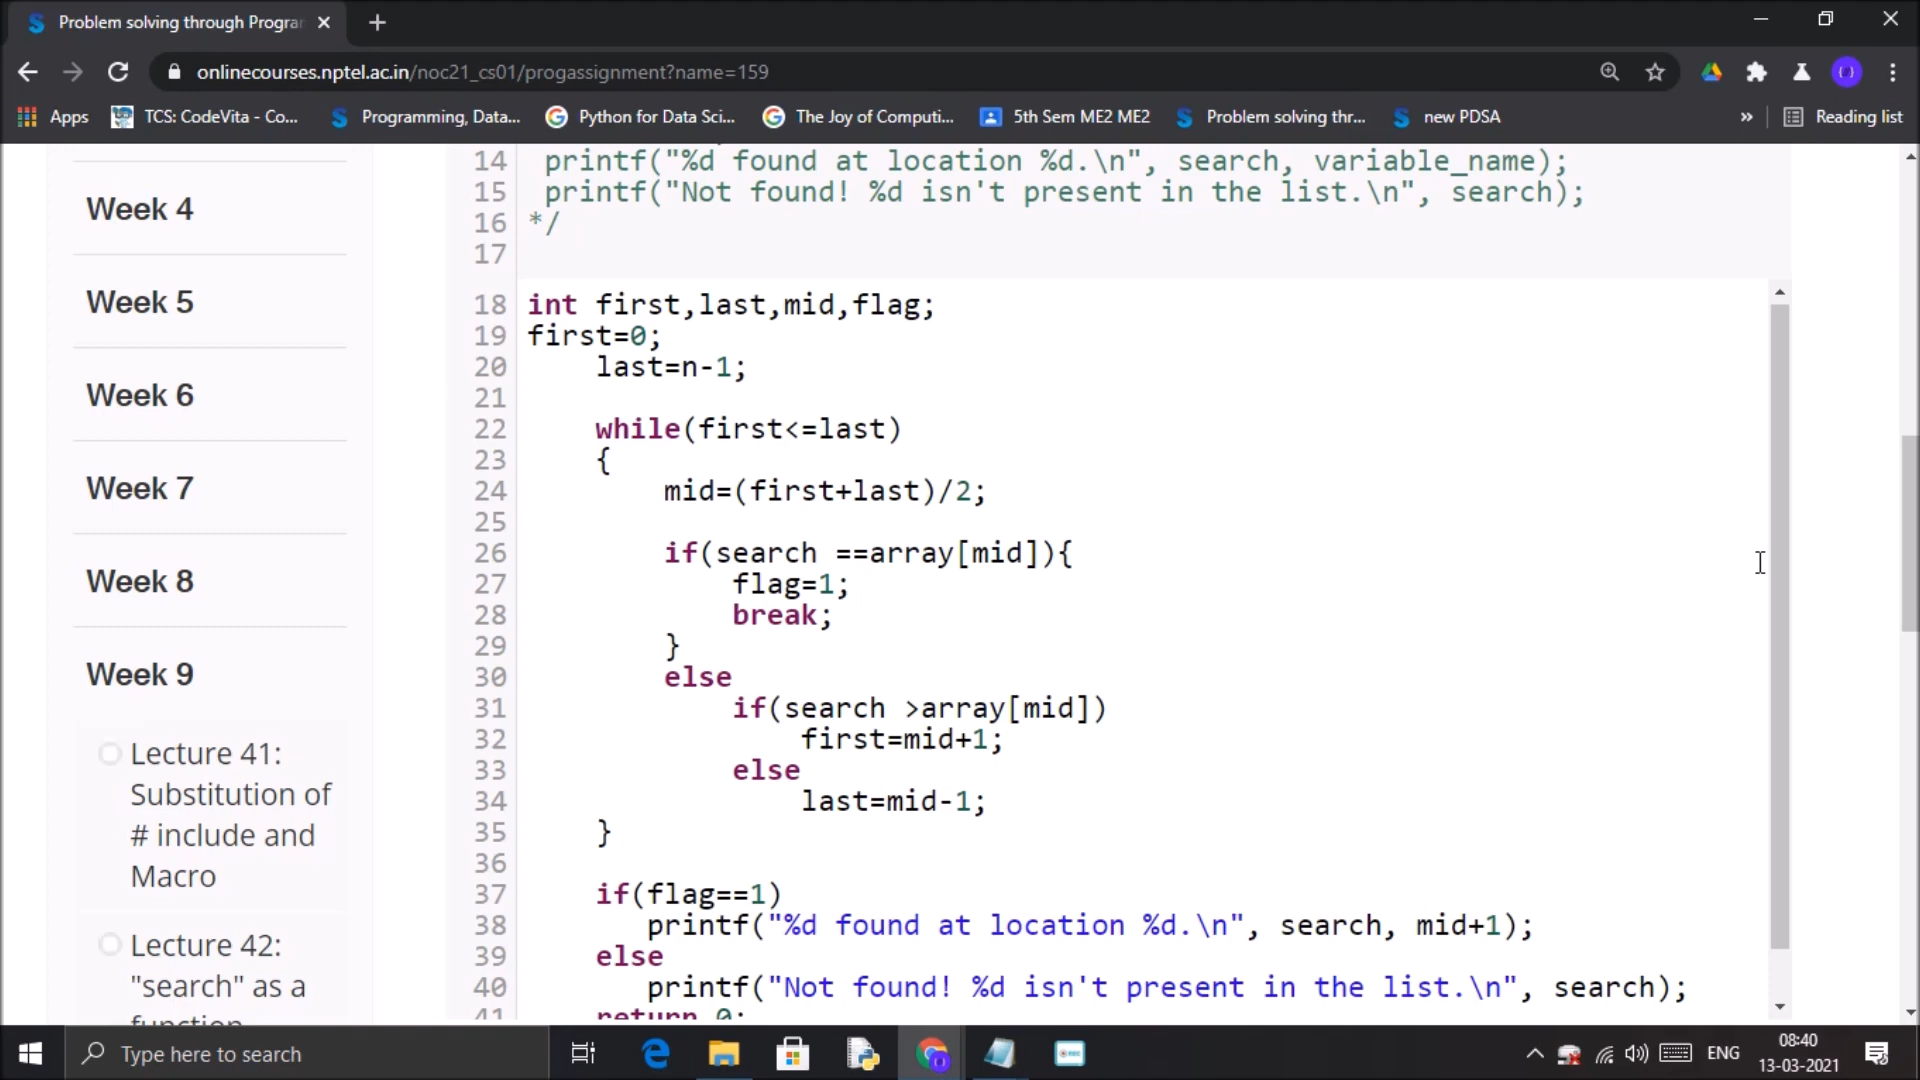 Problem solving through Progra
onlinecourses.nptel.ac.in/noc21_cs01/progassignment?name=159
Apps TCS: CodeVita - Co... Programming, Data... Python for Data Sci... The Joy of Computi... 5th Sem ME2 ME2 Problem solving thr... new PDSA » Reading list
Week 4
Week 5
Week 6
Week 7
Week 8
Week 9
Lecture 41:
Substitution of
# include and
Macro
Lecture 42:
"search" as a
function
14 printf("%d found at location %d.\n", search, variable_name);
15 printf("Not found! %d isn't present in the list.\n", search);
16 */
17
18 int first,last,mid,flag;
19 first=0;
20 last=n-1;
21
22 while(first<=last)
23 {
24 mid=(first+last)/2;
25
26 if(search ==array[mid]){
27 flag=1;
28 break;
29 }
30 else
31 if(search >array[mid])
32 first=mid+1;
33 else
34 last=mid-1;
35 }
36
37 if(flag==1)
38 printf("%d found at location %d.\n", search, mid+1);
39 else
40 printf("Not found! %d isn't present in the list.\n", search);
41 return 0;
Type here to search
ENG
08:40
13-03-2021